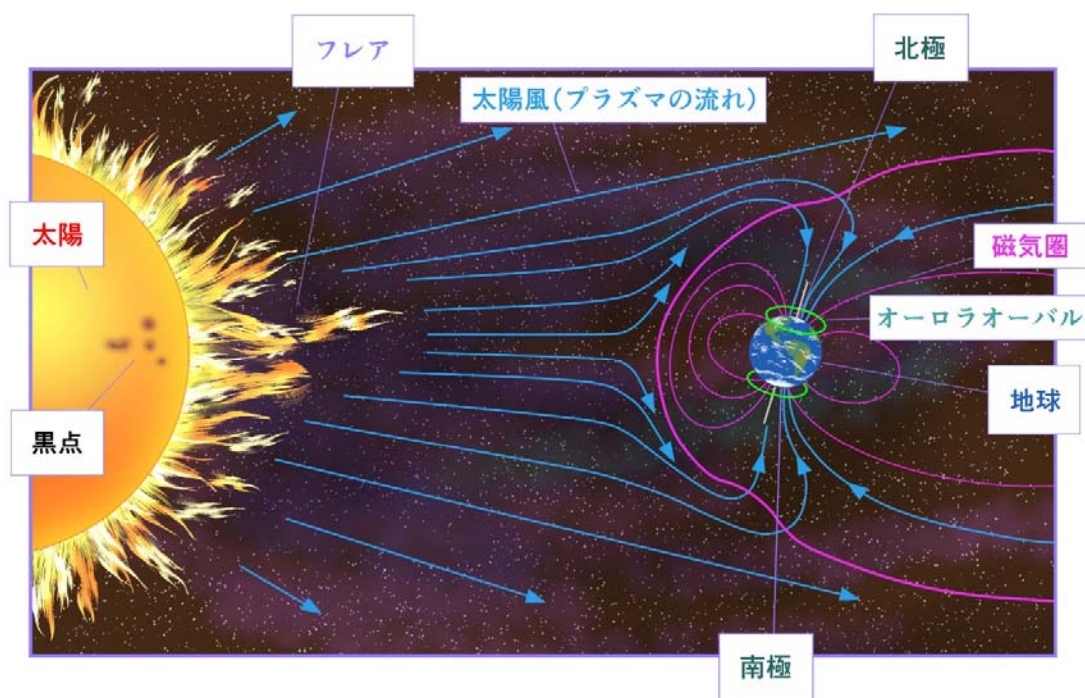 フレア
北極
太陽風(プラズマの流れ)
太陽
磁気圏
オーロラオーバル
地球
黒点
南極